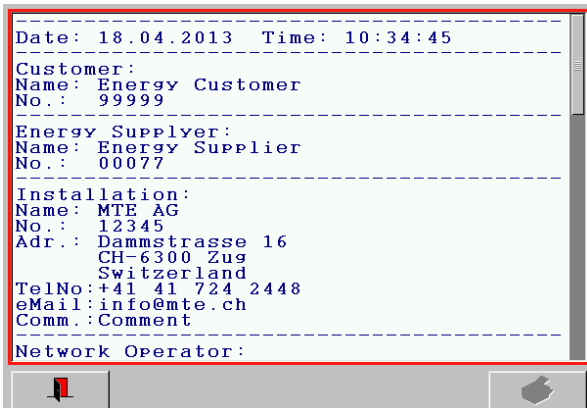 Date: 18.04.2013  Time: 10:34:45
Customer:
Name: Energy Customer
No.:  99999
Energy Supplyer:
Name: Energy Supplier
No.:  00077
Installation:
Name: MTE AG
No.:  12345
Adr.: Dammstrasse 16
CH-6300 Zug
Switzerland
TelNo:+41 41 724 2448
eMail:info@mte.ch
Comm.:Comment
Network Operator: